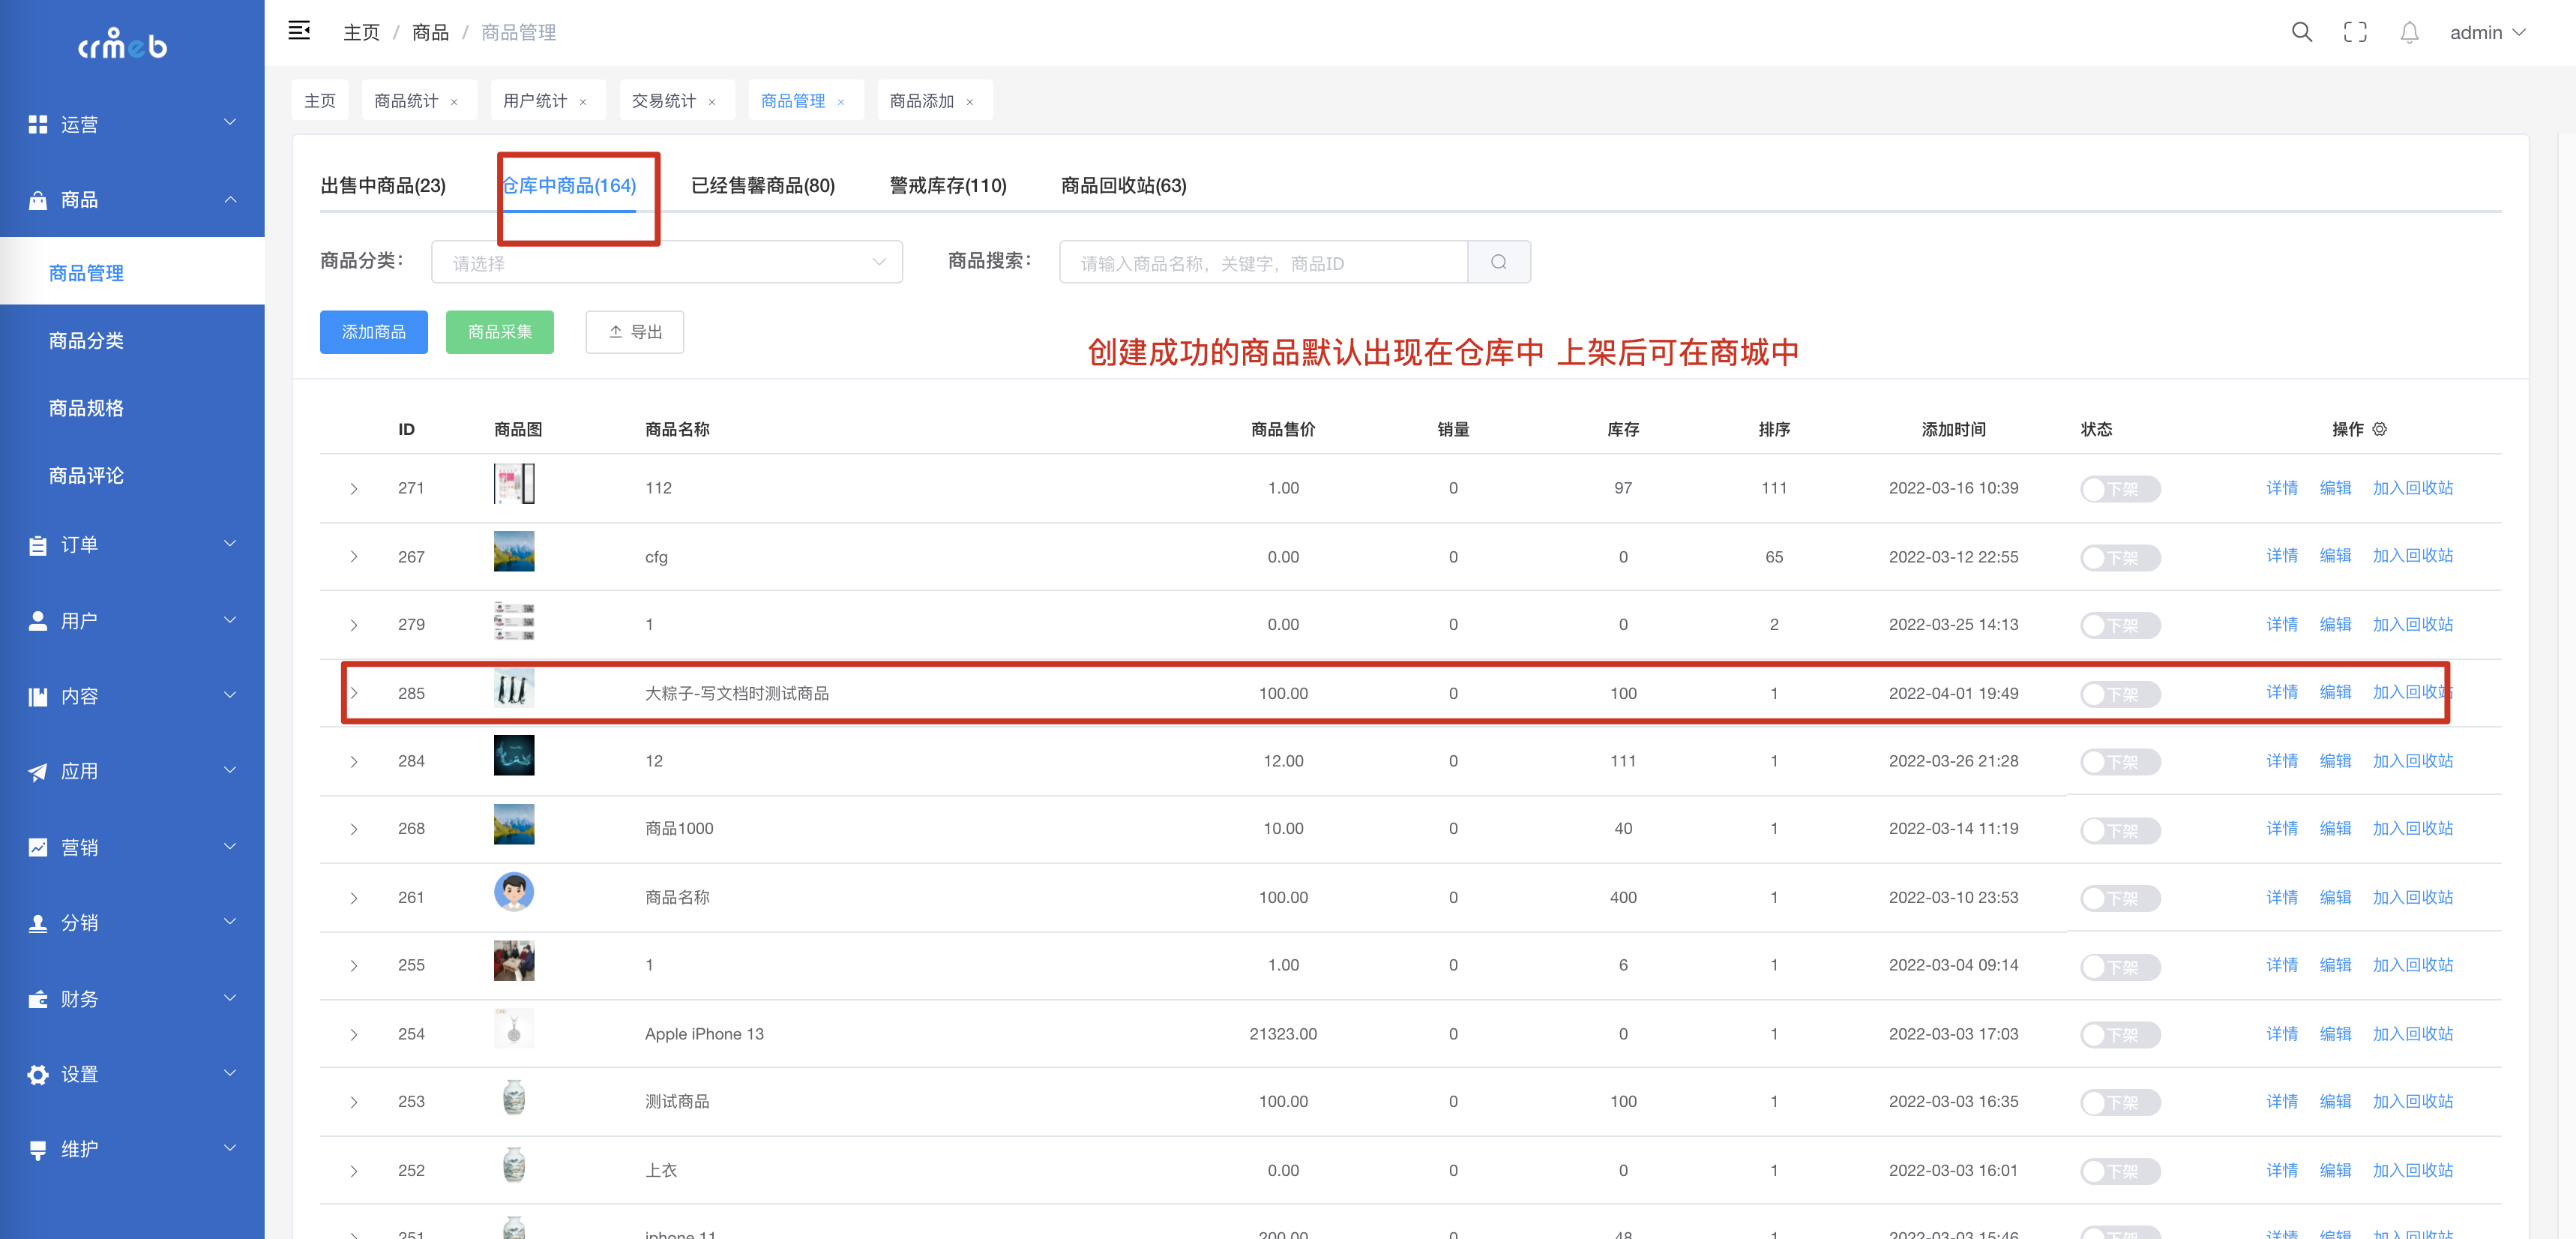 crmeb
运营
商品
商品管理
商品分类
商品规格
商品评论
订单
用户
内容
应用
营销
分销
财务
设置
维护
主页 / 商品 / 商品管理
admin
主页 商品统计 × 用户统计 × 交易统计 × 商品管理 × 商品添加 ×
出售中商品(23) 仓库中商品(164) 已经售馨商品(80) 警戒库存(110) 商品回收站(63)
商品分类： 请选择 商品搜索： 请输入商品名称，关键字，商品ID
添加商品 商品采集 导出
创建成功的商品默认出现在仓库中 上架后可在商城中
ID 商品图 商品名称 商品售价 销量 库存 排序 添加时间 状态 操作
271 112 1.00 0 97 111 2022-03-16 10:39 下架 详情 编辑 加入回收站
267 cfg 0.00 0 0 65 2022-03-12 22:55 下架 详情 编辑 加入回收站
279 1 0.00 0 0 2 2022-03-25 14:13 下架 详情 编辑 加入回收站
285 大粽子-写文档时测试商品 100.00 0 100 1 2022-04-01 19:49 下架 详情 编辑 加入回收站
284 12 12.00 0 111 1 2022-03-26 21:28 下架 详情 编辑 加入回收站
268 商品1000 10.00 0 40 1 2022-03-14 11:19 下架 详情 编辑 加入回收站
261 商品名称 100.00 0 400 1 2022-03-10 23:53 下架 详情 编辑 加入回收站
255 1 1.00 0 6 1 2022-03-04 09:14 下架 详情 编辑 加入回收站
254 Apple iPhone 13 21323.00 0 0 1 2022-03-03 17:03 下架 详情 编辑 加入回收站
253 测试商品 100.00 0 100 1 2022-03-03 16:35 下架 详情 编辑 加入回收站
252 上衣 0.00 0 0 1 2022-03-03 16:01 下架 详情 编辑 加入回收站
251 iphone 11 200.00 0 48 1 2022-03-03 15:46 下架 详情 编辑 加入回收站